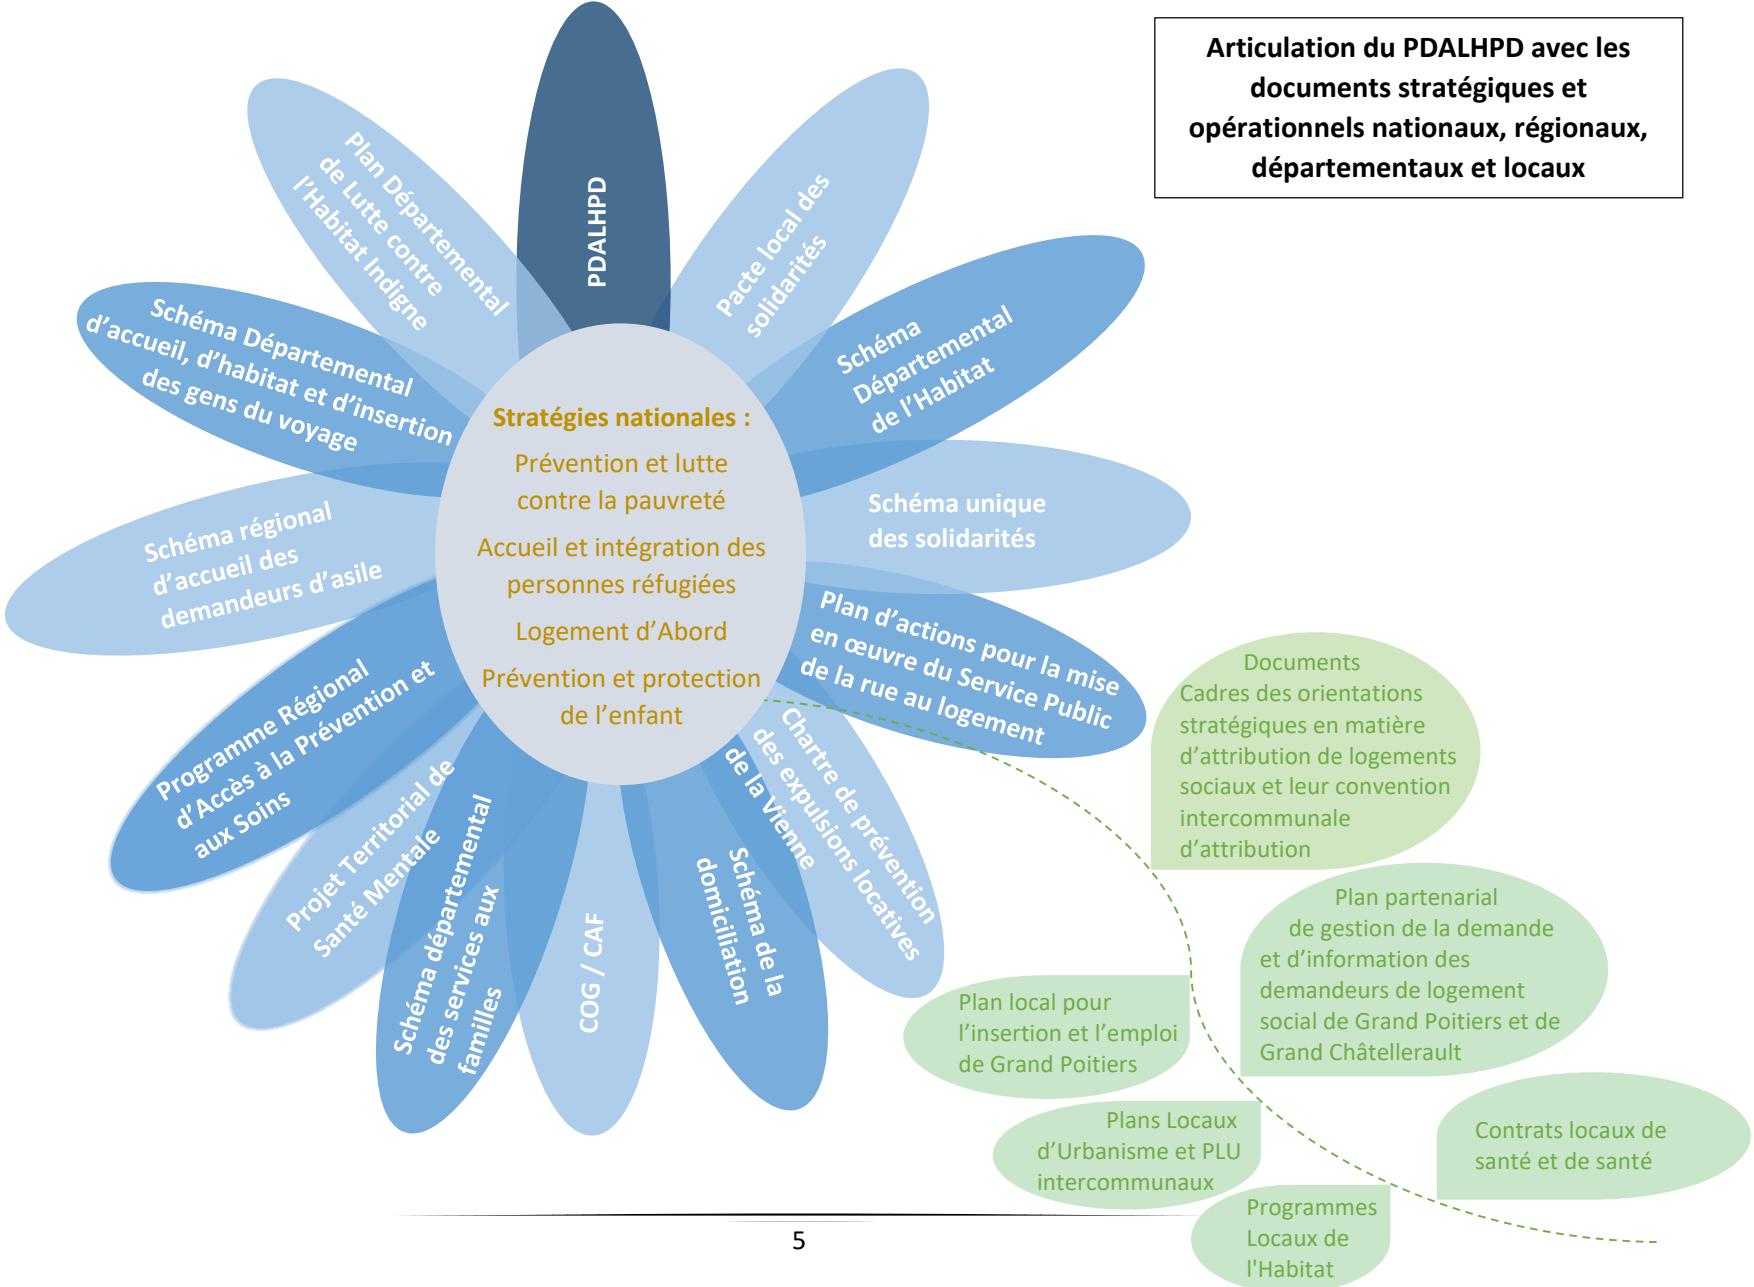 Articulation du PDALHPD avec les
documents stratégiques et
opérationnels nationaux, régionaux,
départementaux et locaux
PDALHPD
Pacte local des
solidarités
Schéma
Départemental
de l'Habitat
Schéma unique
des solidarités
Plan d'actions pour la mise
en œuvre du Service Public
de la rue au logement
Chartre de prévention
des expulsions locatives
de la Vienne
Schéma de la
domiciliation
COG / CAF
Schéma départemental
des services aux
familles
Projet Territorial de
Santé Mentale
Programme Régional
d'Accès à la Prévention et
aux Soins
Schéma régional
d'accueil des
demandeurs d'asile
Schéma Départemental
d'accueil, d'habitat et d'insertion
des gens du voyage
Plan Départemental
de Lutte contre
l'Habitat Indigne
Stratégies nationales :
Prévention et lutte
contre la pauvreté
Accueil et intégration des
personnes réfugiées
Logement d'Abord
Prévention et protection
de l'enfant
Documents
Cadres des orientations
stratégiques en matière
d'attribution de logements
sociaux et leur convention
intercommunale
d'attribution
Plan partenarial
de gestion de la demande
et d'information des
demandeurs de logement
social de Grand Poitiers et de
Grand Châtellerault
Plan local pour
l'insertion et l'emploi
de Grand Poitiers
Plans Locaux
d'Urbanisme et PLU
intercommunaux
Contrats locaux de
santé et de santé
Programmes
Locaux de
l'Habitat
5